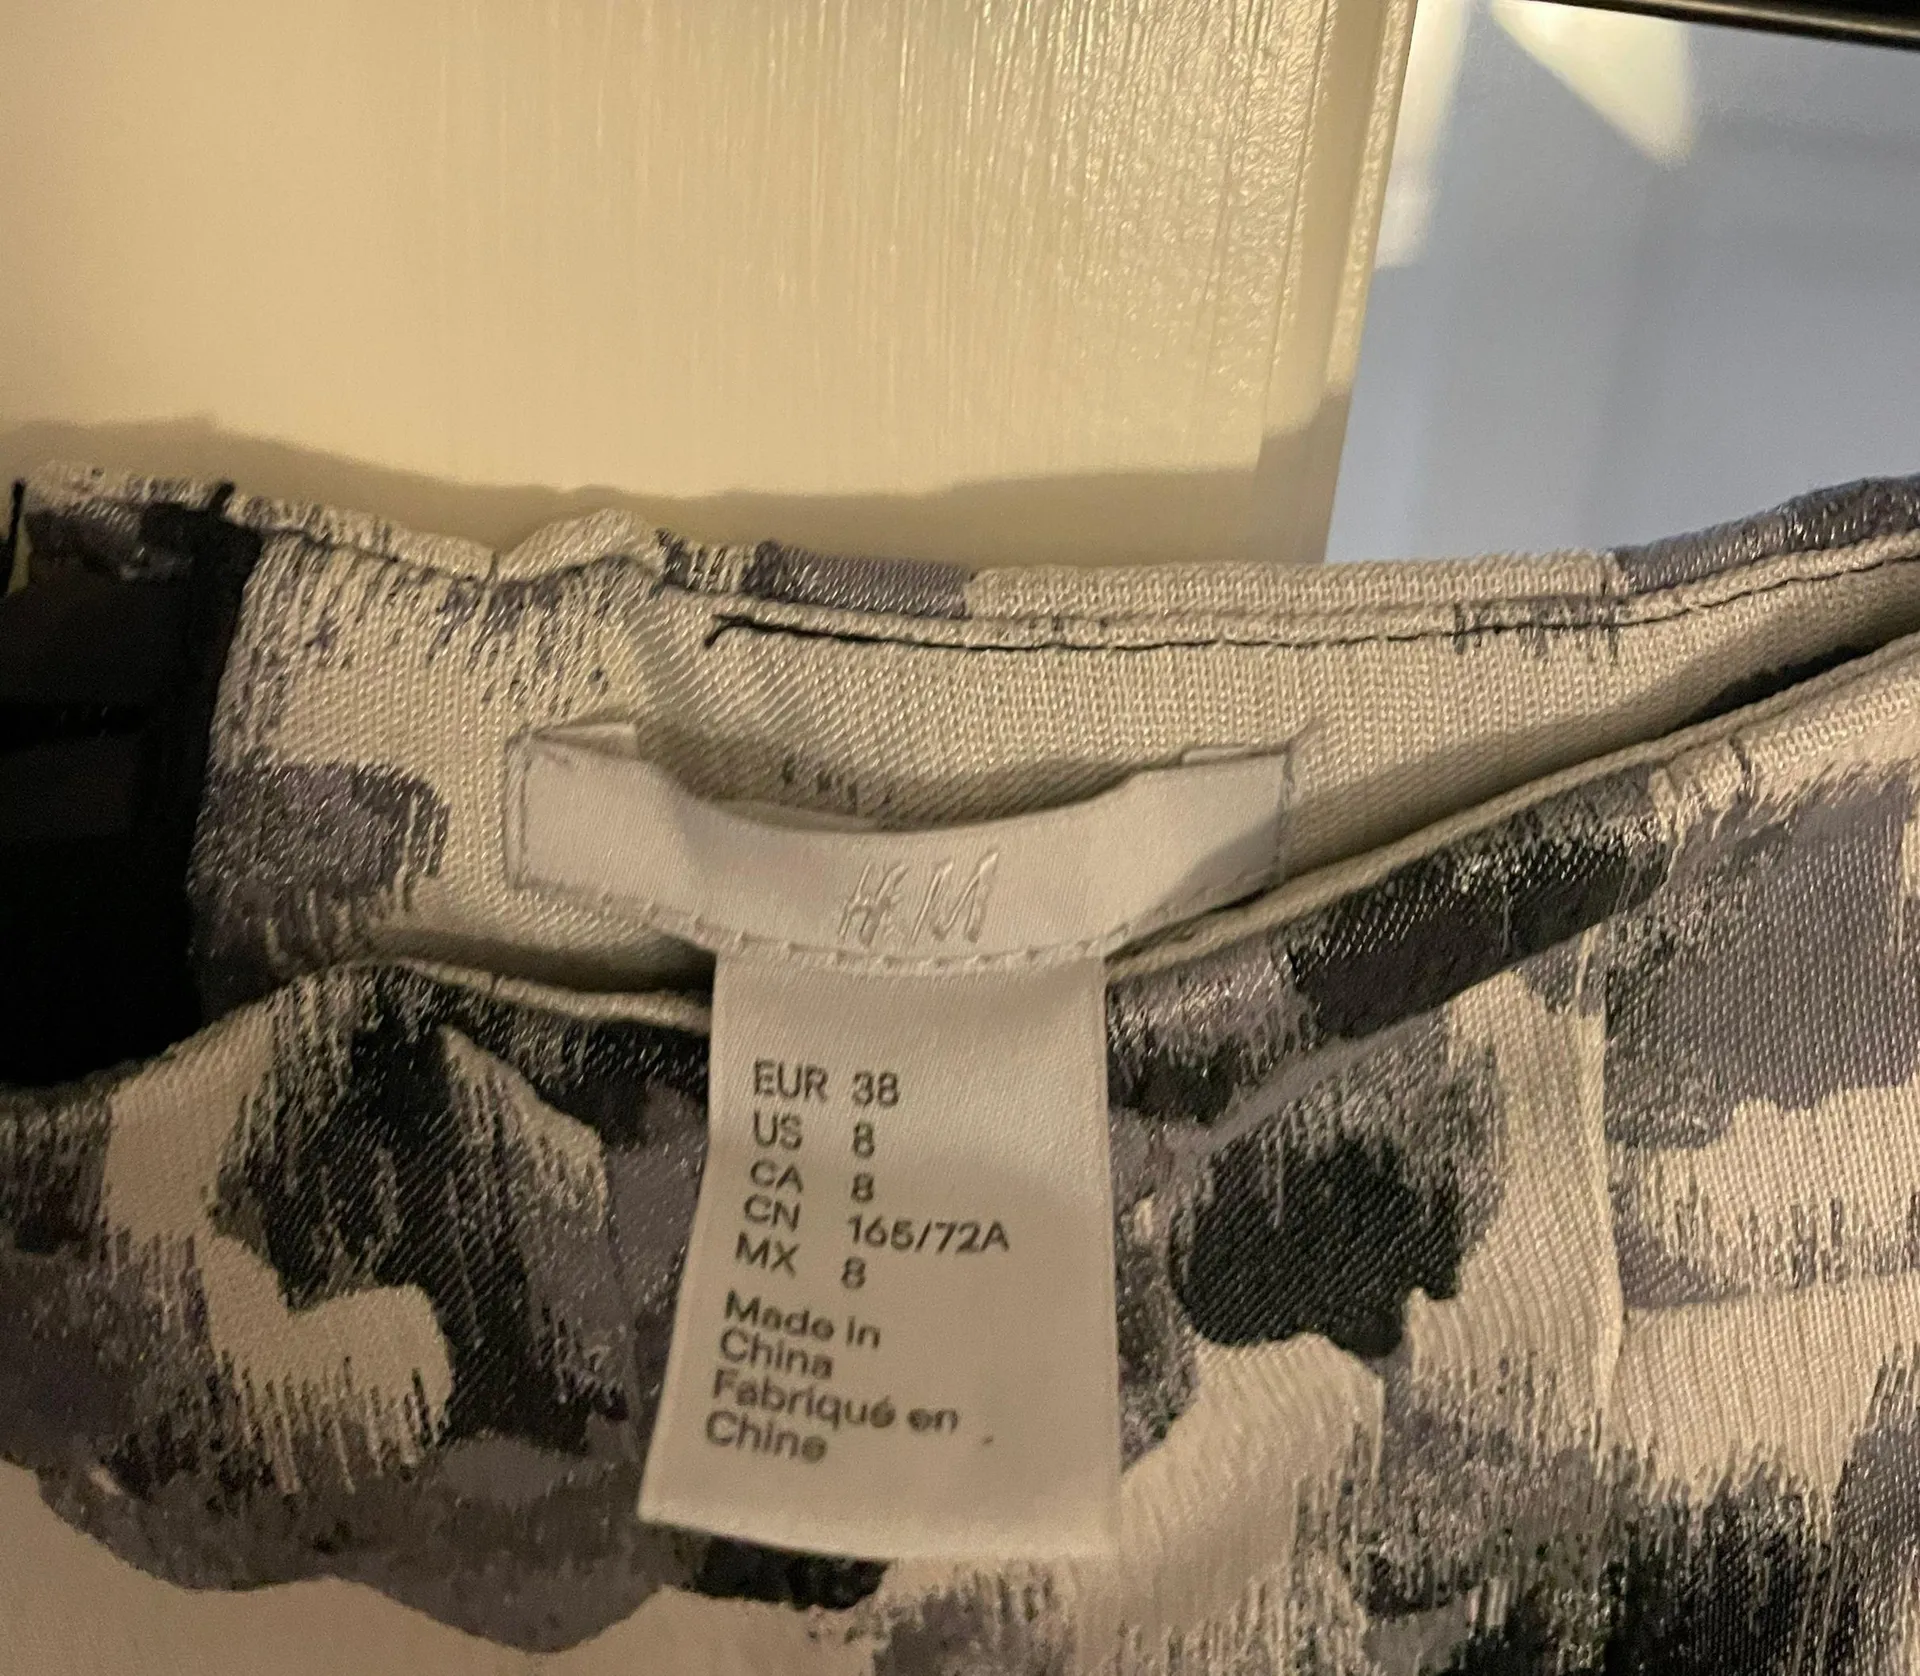 H&M
EUR 38
US 8
CA 8
CN 165/72A
MX 8
Made in
China
Fabriqué en
Chine